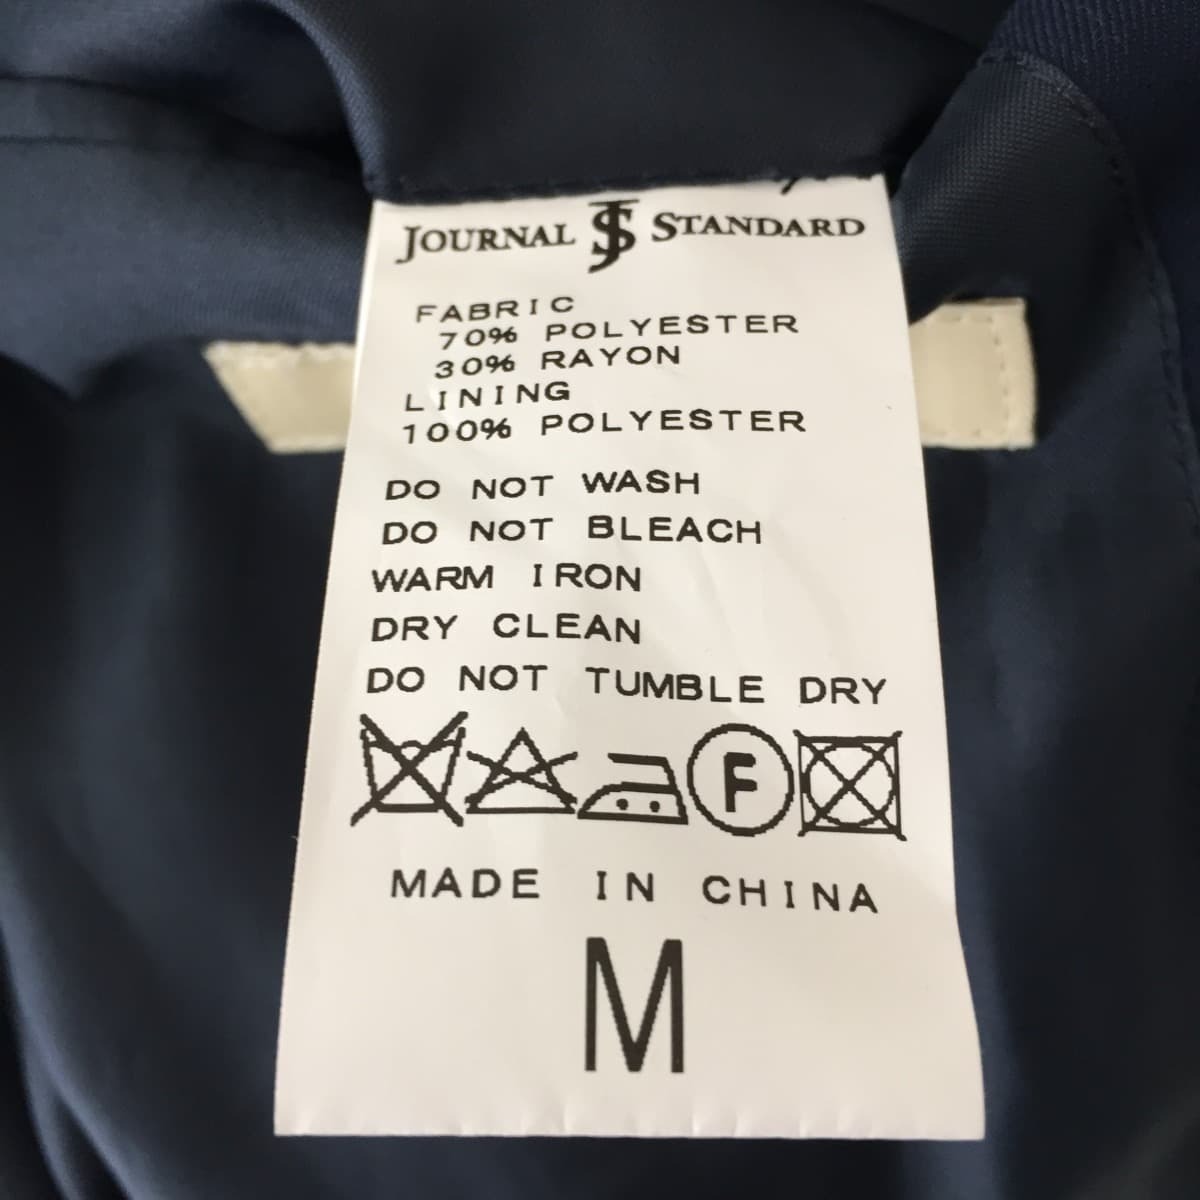 JOURNAL JS STANDARD
FABRIC
70% POLYESTER
30% RAYON
LINING
100% POLYESTER
DO NOT WASH
DO NOT BLEACH
WARM IRON
DRY CLEAN
DO NOT TUMBLE DRY
F
MADE IN CHINA
M